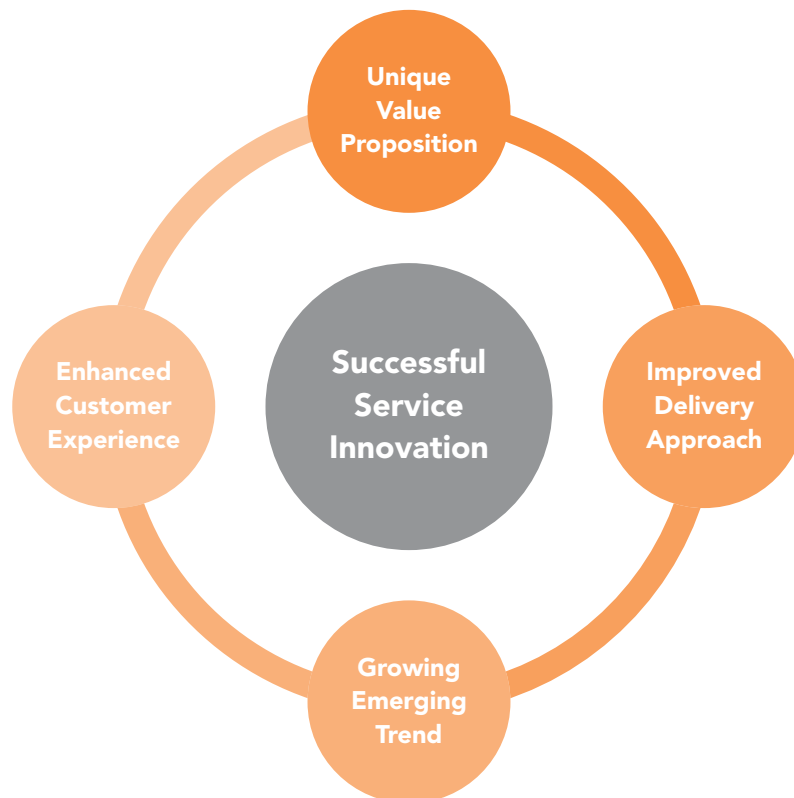 Unique
Value
Proposition
Enhanced
Customer
Experience
Successful
Service
Innovation
Improved
Delivery
Approach
Growing
Emerging
Trend